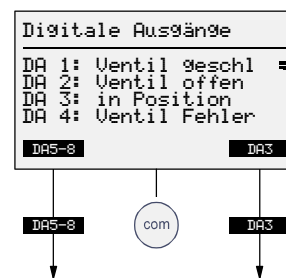 Digitale Ausgänge
DA 1: Ventil geschl
DA 2: Ventil offen
DA 3: in Position
DA 4: Ventil Fehler
DA5-8 DA3
DA5-8 com DA3